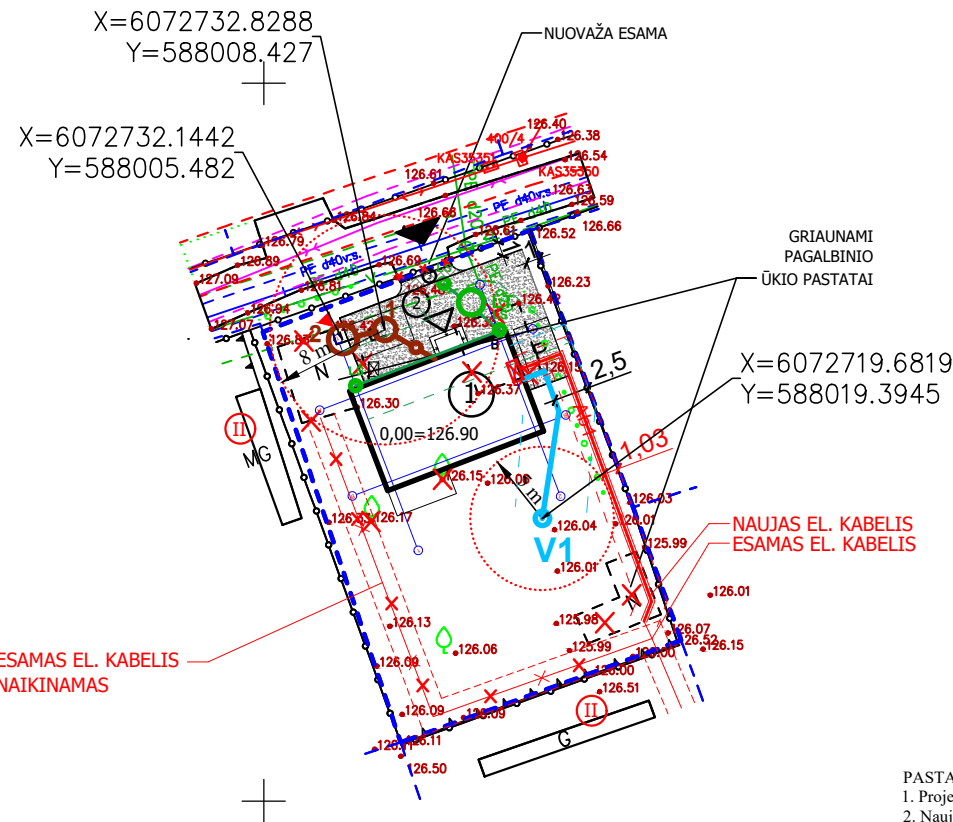 X=6072732.8288
Y=588008.427
NUOVAŽA ESAMA
X=6072732.1442
Y=588005.482
126.40
400/4
126.38
KAS35351
126.54
KAS35350
126.61
126.63
126.59
126.68
PE d40v.s.
126.84
126.66
126.61
126.52
126.79
GRIAUNAMI
PAGALBINIO
ŪKIO PASTATAI
126.89
126.69
PE d40v.s.
127.09
126.81
126.23
126.94
126.42
2
127.07
1
2
8 m
N
X=6072719.6819
Y=588019.3945
2,5
126.37
1
126.30
0,00=126.90
II
MG
1,03
126.15
126.06
5 m
126.03
126.17
126.04
126.01
NAUJAS EL. KABELIS
ESAMAS EL. KABELIS
V1
125.99
126.01
126.01
N
126.13
125.98
126.07
126.52
126.15
ESAMAS EL. KABELIS
NAIKINAMAS
126.06
125.99
126.00
126.09
126.00
126.51
126.09
126.09
II
126.11
G
126.50
PASTA
1. Proje
2. Nauj